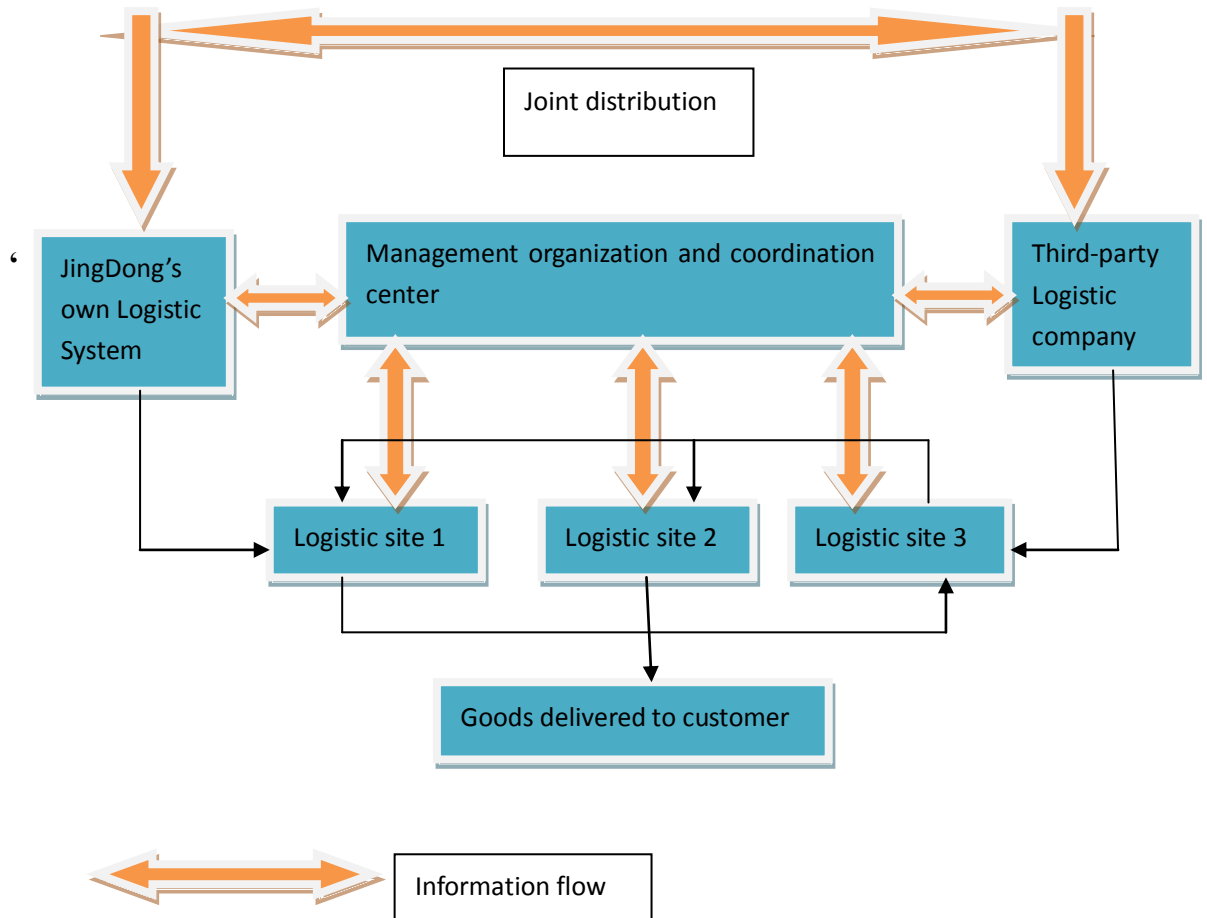 Joint distribution
‘
JingDong’s
own Logistic
System
Management organization and coordination
center
Third-party
Logistic
company
Logistic site 1
Logistic site 2
Logistic site 3
Goods delivered to customer
Information flow